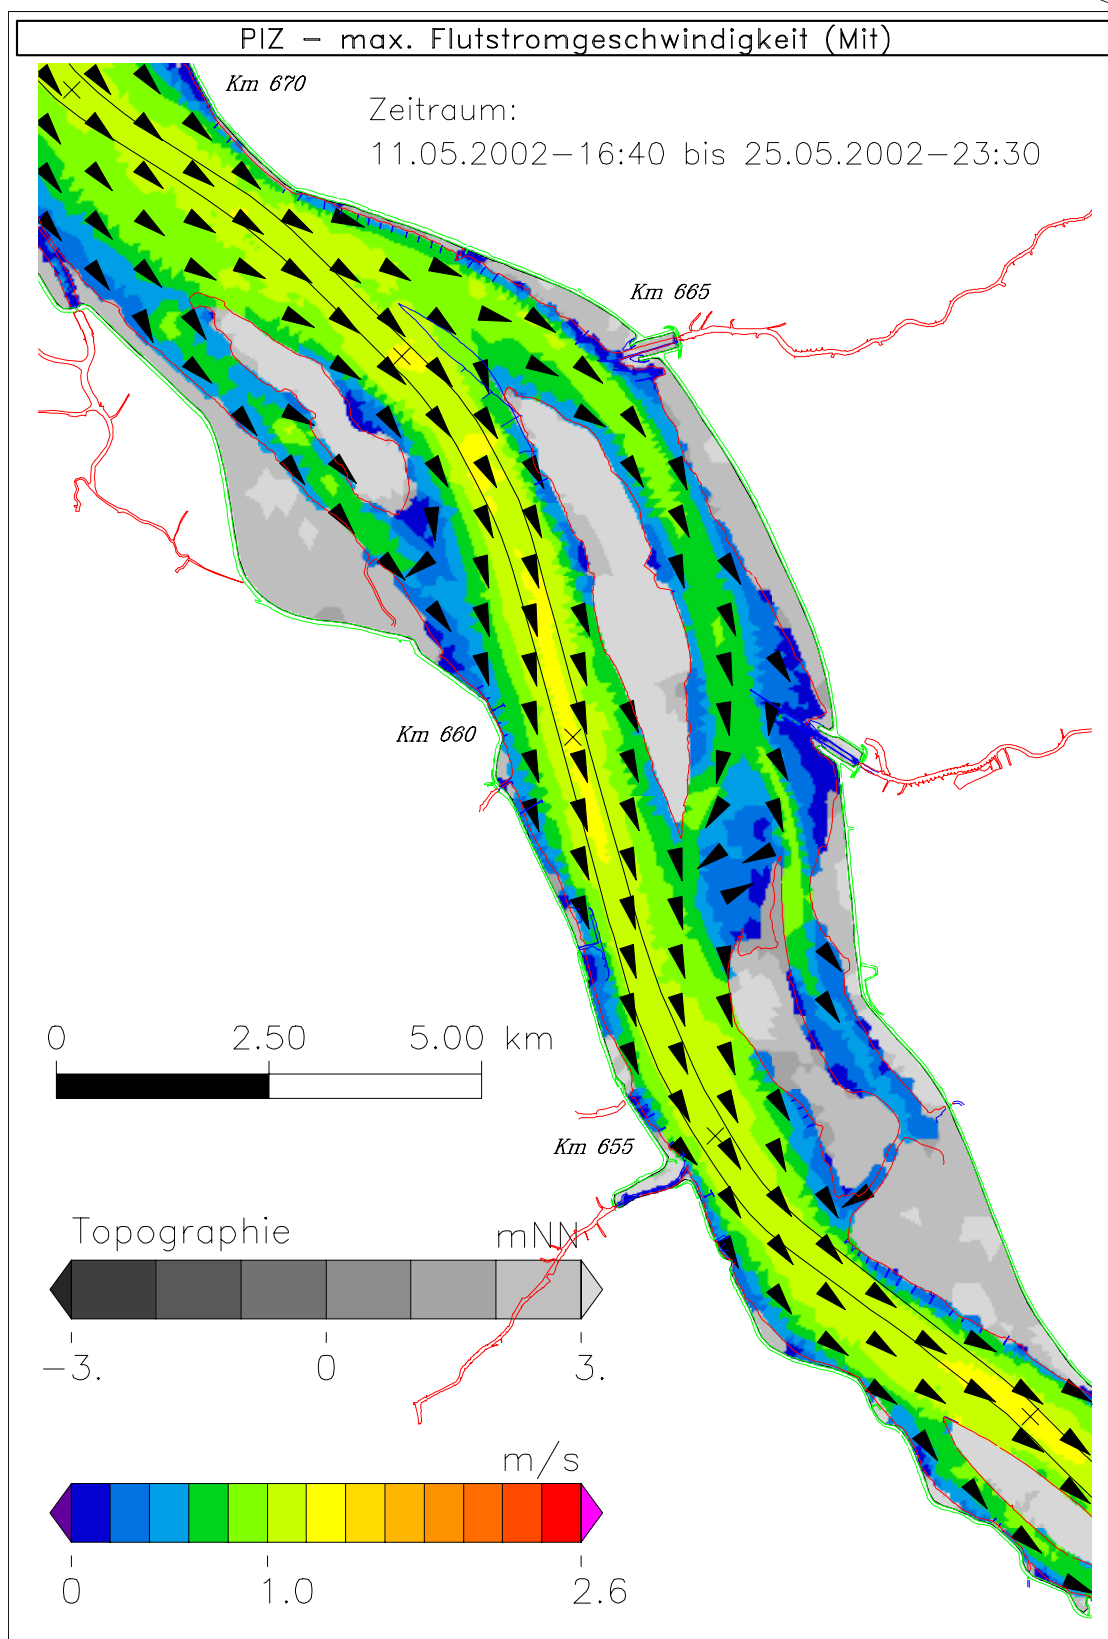 PIZ – max. Flutstromgeschwindigkeit (Mit)
Km 670
Zeitraum:
11.05.2002–16:40 bis 25.05.2002–23:30
Km 665
Km 660
0 2.50 5.00 km
Km 655
Topographie mNN
–3. 0 3.
m/s
0 1.0 2.6